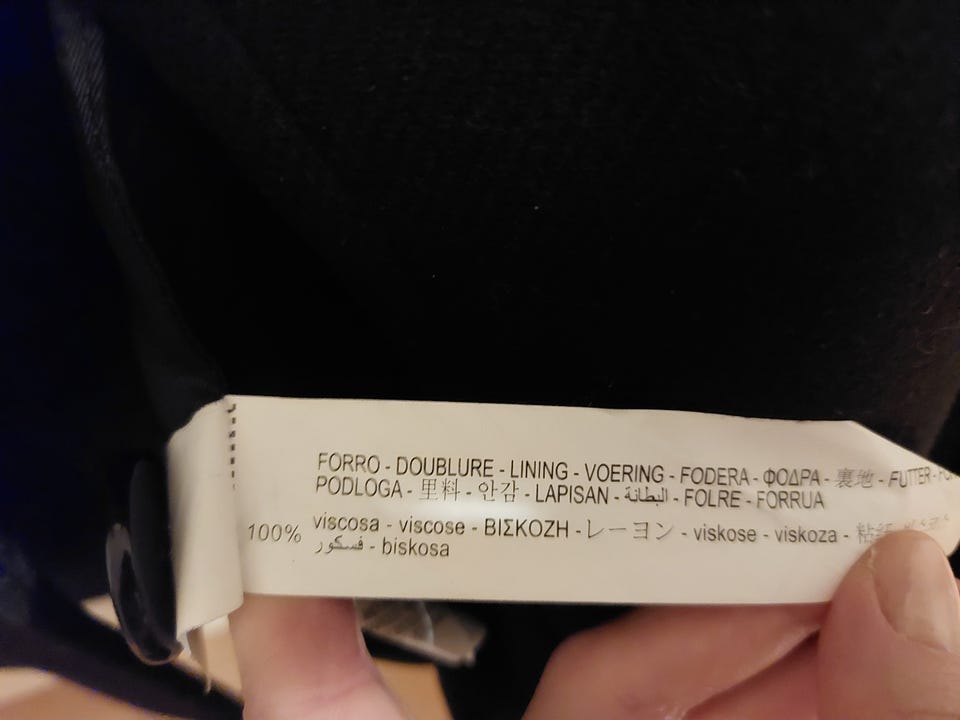 FORRO - DOUBLURE - LINING - VOERING - FODERA - ΦΟΔΡΑ - 裏地 - FUTTER -
PODLOGA - 里料 - 안감 - LAPISAN - البطانة - FOLRE - FORRUA
100% viscosa - viscose - ΒΙΣΚΟΖΗ - レーヨン - viskose - viskoza -
فسكور - biskosa